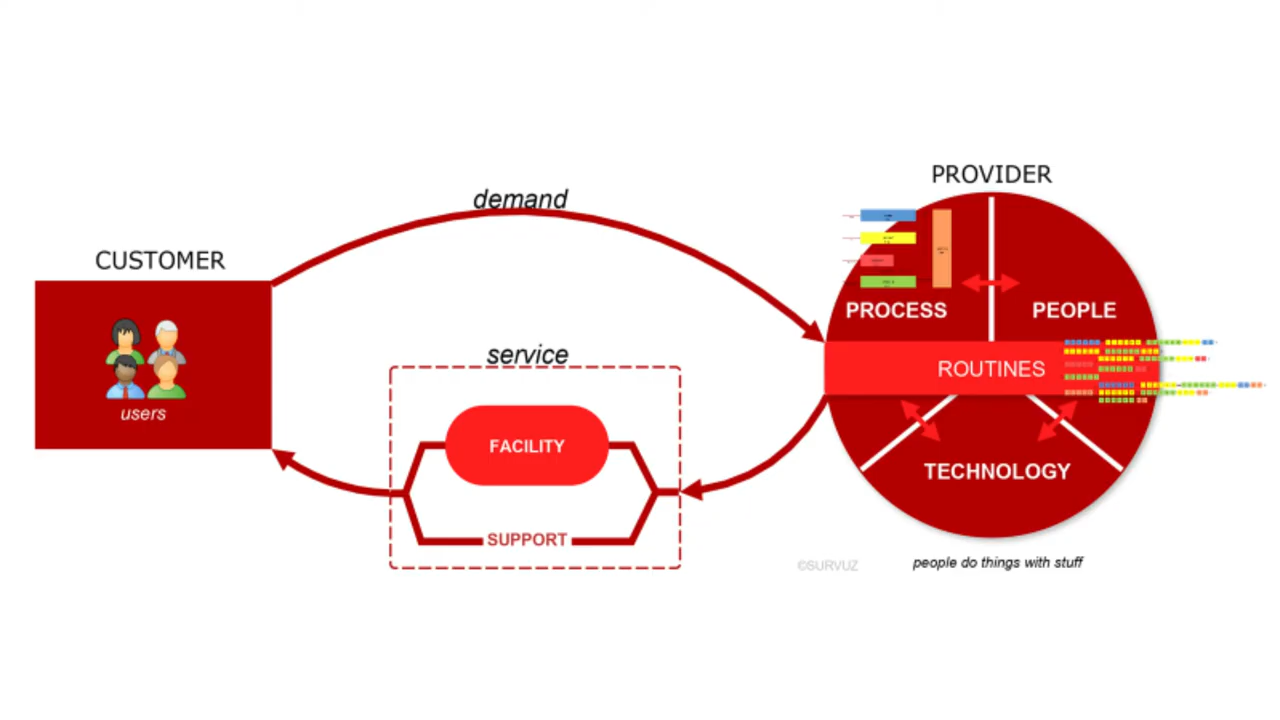 PROVIDER
demand
CUSTOMER
PROCESS
PEOPLE
service
ROUTINES
users
FACILITY
TECHNOLOGY
SUPPORT
©SURVUZ
people do things with stuff